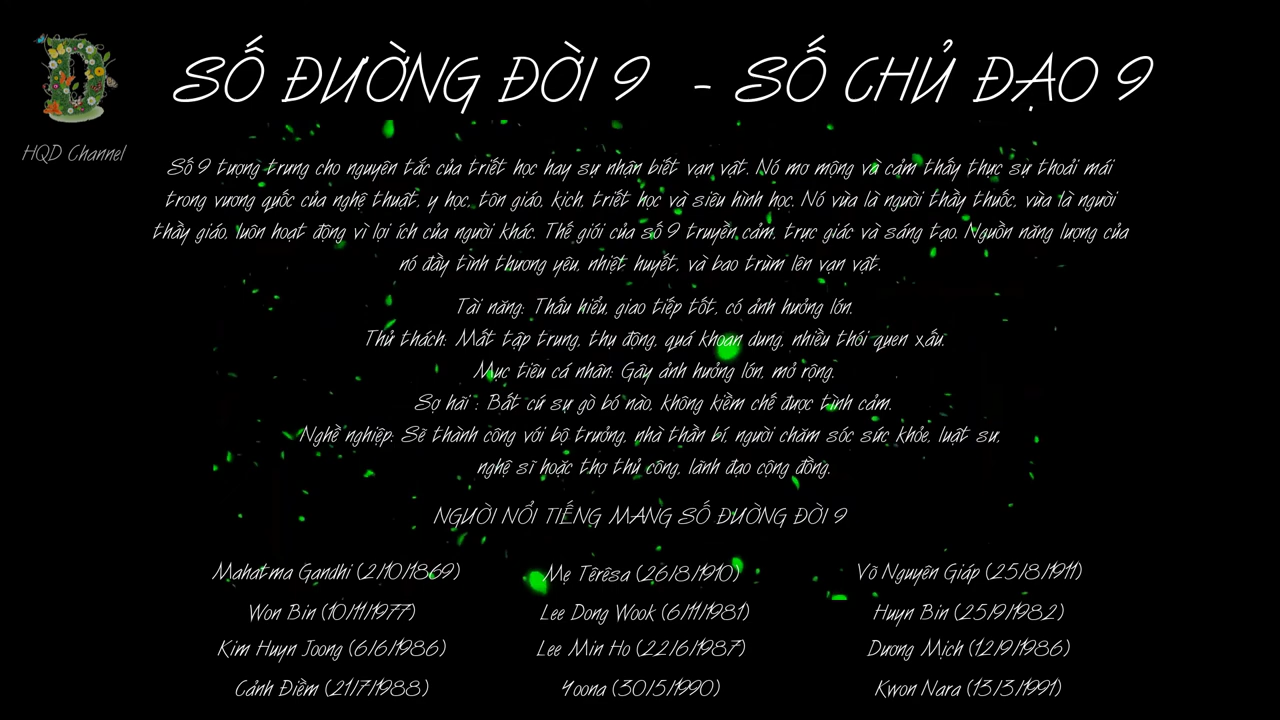 SỐ ĐƯỜNG ĐỜI 9 - SỐ CHỦ ĐẠO 9
HQD Channel
Số 9 tượng trưng cho nguyên tắc của triết học hay sự nhận biết vạn vật. Nó mơ mộng và cảm thấy thực sự thoải mái
trong vương quốc của nghệ thuật, y học, tôn giáo, kịch, triết học và siêu hình học. Nó vừa là người thầy thuốc, vừa là người
thầy giáo, luôn hoạt động vì lợi ích của người khác. Thế giới của số 9 truyền cảm, trực giác và sáng tạo. Nguồn năng lượng của
nó đầy tình thương yêu, nhiệt huyết, và bao trùm lên vạn vật.
Tài năng: Thấu hiểu, giao tiếp tốt, có ảnh hưởng lớn.
Thử thách: Mất tập trung, thụ động, quá khoan dung, nhiều thói quen xấu.
Mục tiêu cá nhân: Gây ảnh hưởng lớn, mở rộng.
Sợ hãi : Bất cứ sự gò bó nào, không kiềm chế được tình cảm.
Nghề nghiệp: Sẽ thành công với bộ trưởng, nhà thần bí, người chăm sóc sức khỏe, luật sư,
nghệ sĩ hoặc thợ thủ công, lãnh đạo cộng đồng.
NGƯỜI NỔI TIẾNG MANG SỐ ĐƯỜNG ĐỜI 9
Mahatma Gandhi (2/10/1869) Mẹ Têrêsa (26/8/1910) Võ Nguyên Giáp (25/8/1911)
Won Bin (10/11/1977) Lee Dong Wook (6/11/1981) Huyn Bin (25/9/1982)
Kim Huyn Joong (6/6/1986) Lee Min Ho (22/6/1987) Dương Mịch (12/9/1986)
Cảnh Điềm (21/7/1988) Yoona (30/5/1990) Kwon Nara (13/3/1991)